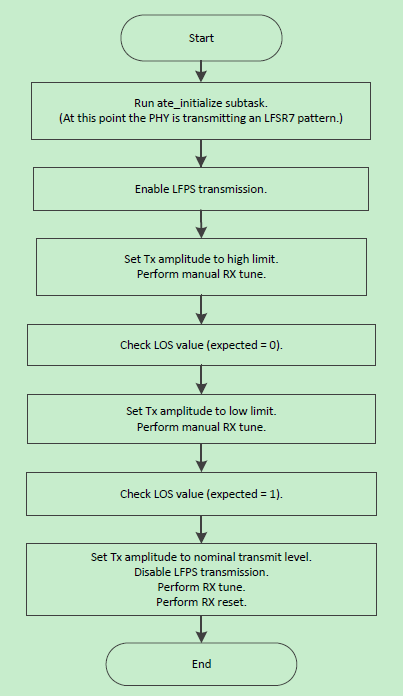 Start
Run ate_initialize subtask.
(At this point the PHY is transmitting an LFSR7 pattern.)
Enable LFPS transmission.
Set Tx amplitude to high limit.
Perform manual RX tune.
Check LOS value (expected = 0).
Set Tx amplitude to low limit.
Perform manual RX tune.
Check LOS value (expected = 1).
Set Tx amplitude to nominal transmit level.
Disable LFPS transmission.
Perform RX tune.
Perform RX reset.
End